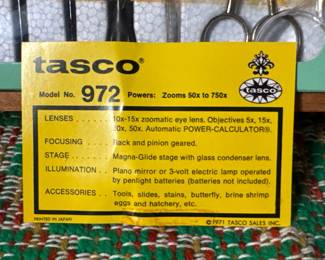 tasco®
tasco
Model No. 972 Powers: Zooms 50x to 750x
LENSES . . . . . . 10x-15x zoomatic eye lens. Objectives 5x, 15x,
30x, 50x. Automatic POWER-CALCULATOR®.
FOCUSING . . . . Rack and pinion geared.
STAGE . . . . . . . Magna-Glide stage with glass condenser lens.
ILLUMINATION . . Plano mirror or 3-volt electric lamp operated
by penlight batteries (batteries not included).
ACCESSORIES . . Tools, slides, stains, butterfly, brine shrimp
eggs and hatchery, etc.
PRINTED IN JAPAN
©1971 TASCO SALES INC.